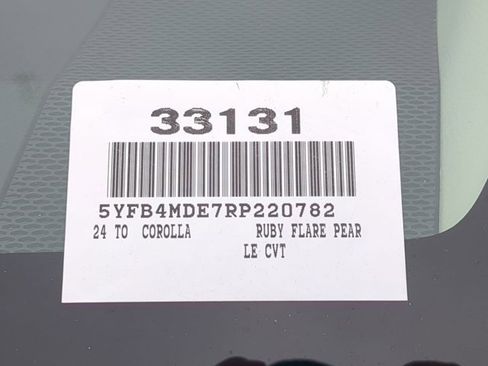 33131
5YFB4MDE7RP220782
24 TO COROLLA RUBY FLARE PEAR
LE CVT